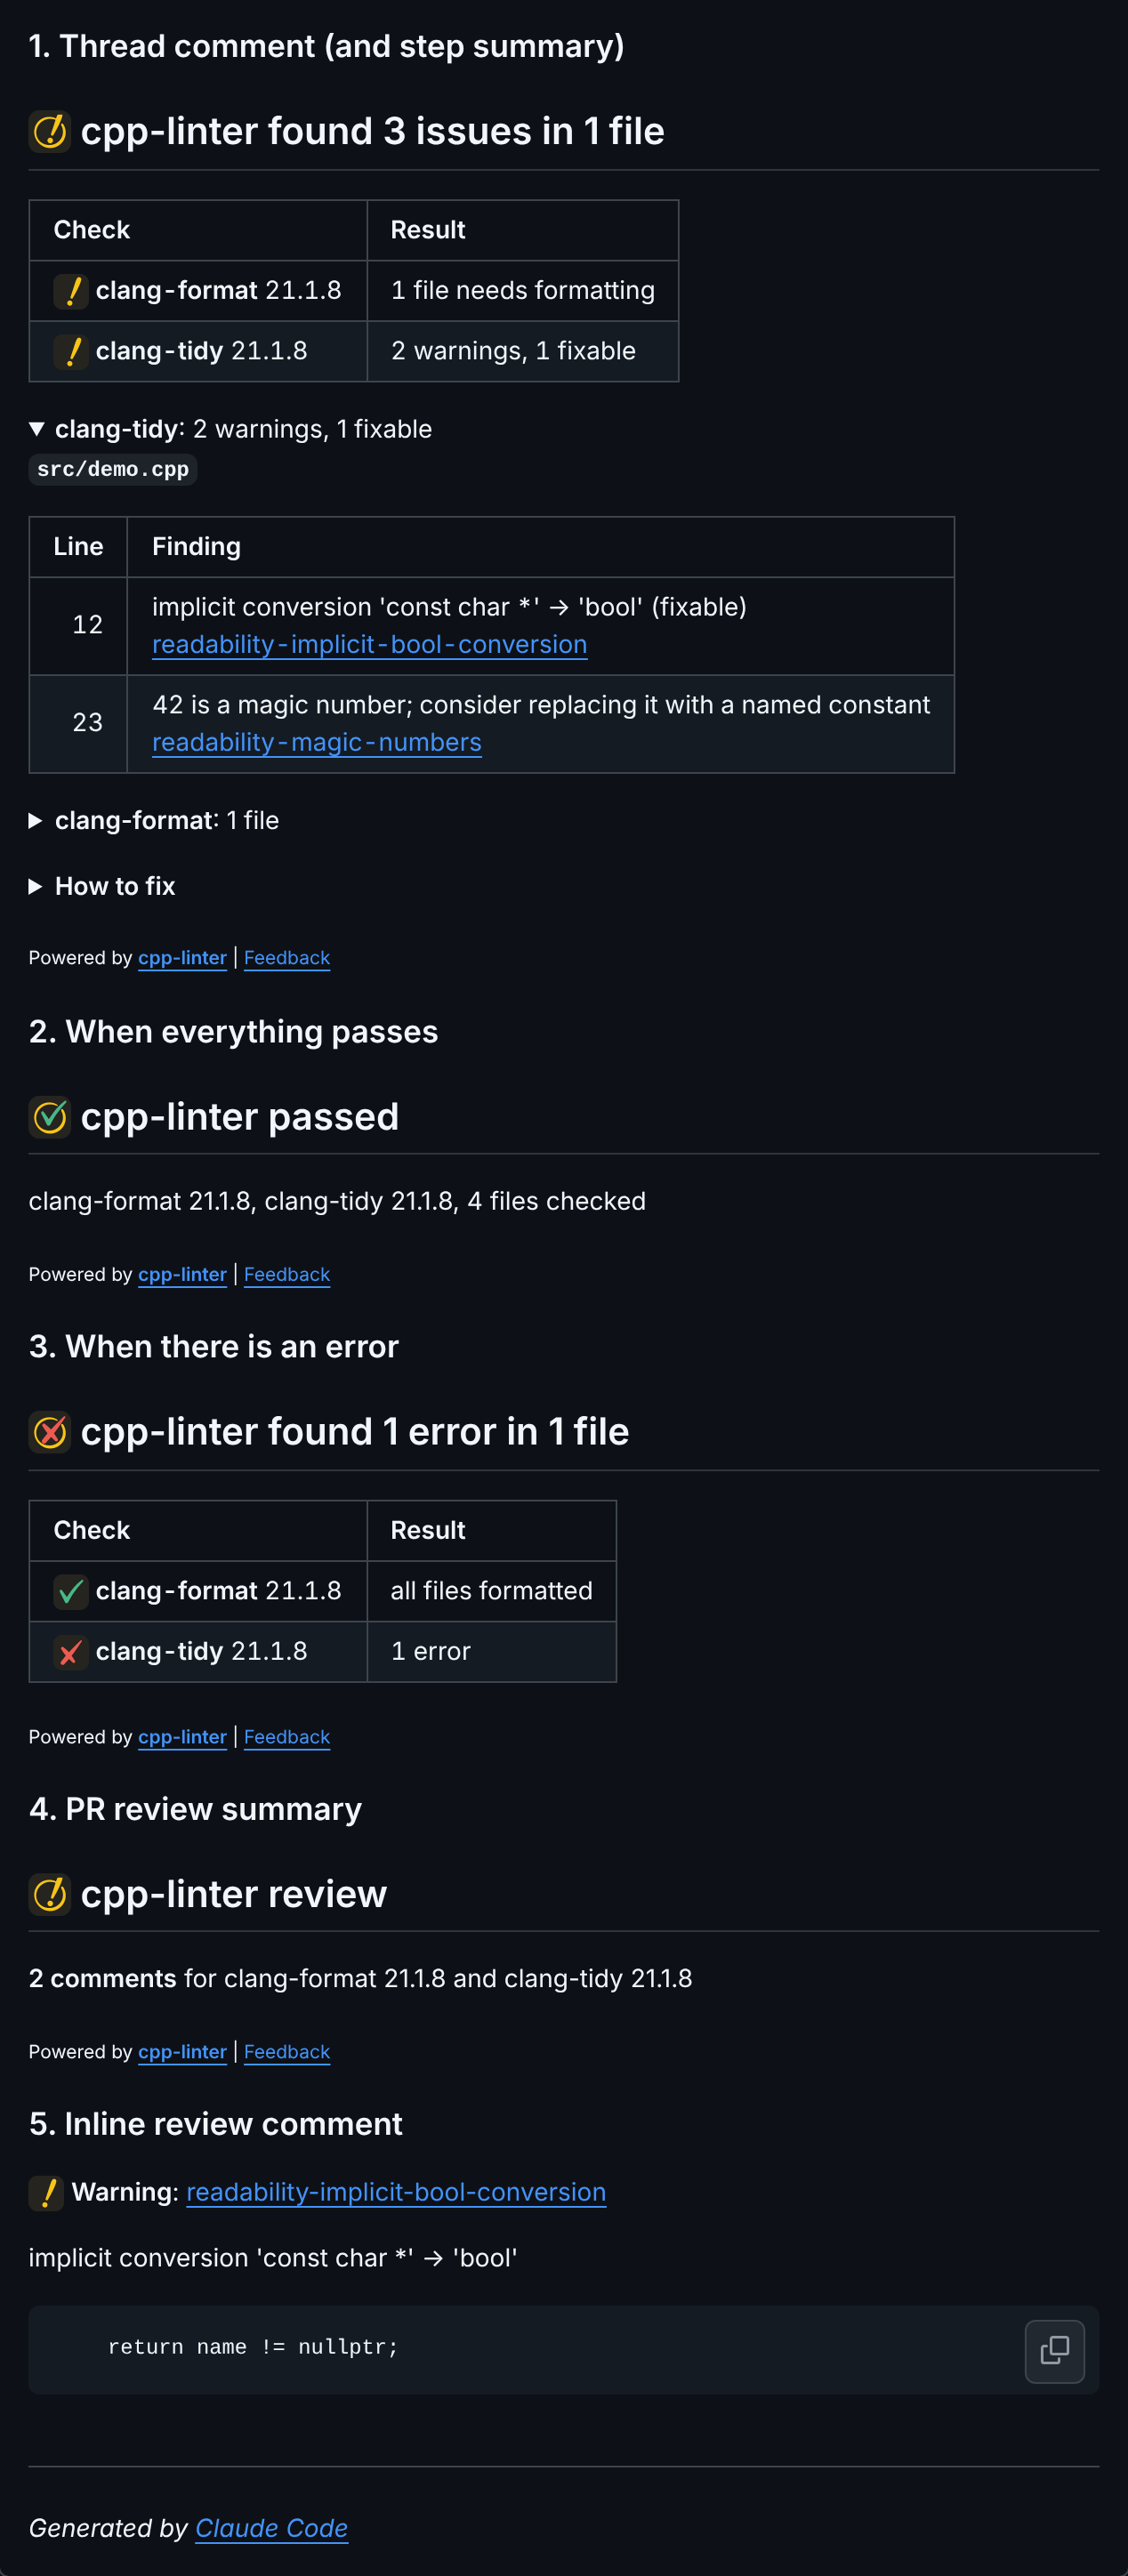 1. Thread comment (and step summary)
cpp-linter found 3 issues in 1 file
Check Result
clang-format 21.1.8 1 file needs formatting
clang-tidy 21.1.8 2 warnings, 1 fixable
clang-tidy: 2 warnings, 1 fixable
src/demo.cpp
Line Finding
12 implicit conversion 'const char *' → 'bool' (fixable)
readability-implicit-bool-conversion
23 42 is a magic number; consider replacing it with a named constant
readability-magic-numbers
clang-format: 1 file
How to fix
Powered by cpp-linter | Feedback
2. When everything passes
cpp-linter passed
clang-format 21.1.8, clang-tidy 21.1.8, 4 files checked
Powered by cpp-linter | Feedback
3. When there is an error
cpp-linter found 1 error in 1 file
Check Result
clang-format 21.1.8 all files formatted
clang-tidy 21.1.8 1 error
Powered by cpp-linter | Feedback
4. PR review summary
cpp-linter review
2 comments for clang-format 21.1.8 and clang-tidy 21.1.8
Powered by cpp-linter | Feedback
5. Inline review comment
Warning: readability-implicit-bool-conversion
implicit conversion 'const char *' → 'bool'
return name != nullptr;
Generated by Claude Code